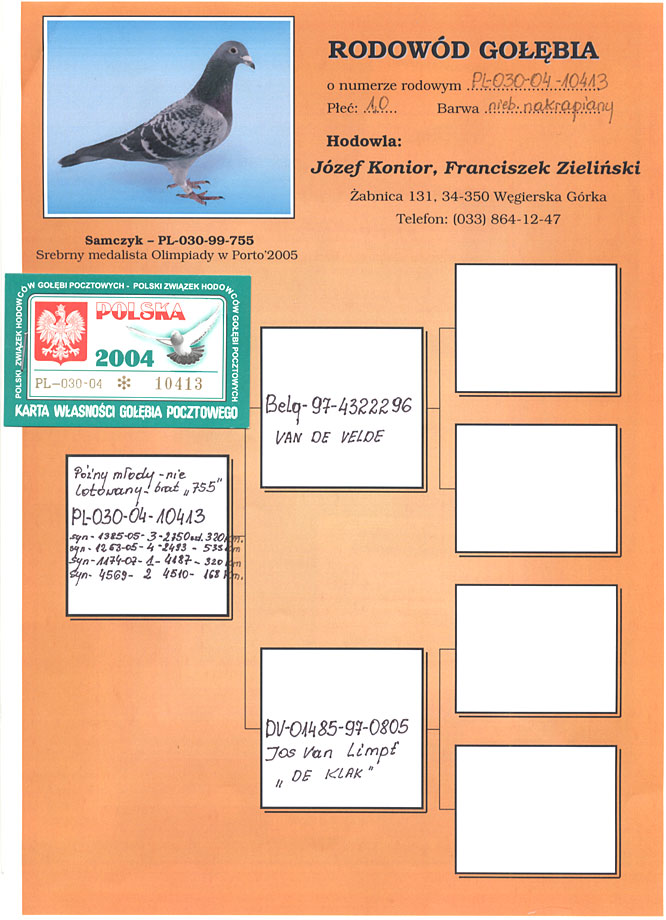 RODOWÓD GOŁĘBIA
o numerze rodowym PL-030-04-10413
Płeć: 1,0 Barwa nieb. nakrapiany
Hodowla:
Józef Konior, Franciszek Zieliński
Żabnica 131, 34-350 Węgierska Górka
Telefon: (033) 864-12-47
Samczyk – PL-030-99-755
Srebrny medalista Olimpiady w Porto'2005
POLSKI ZWIĄZEK HODOWCÓW GOŁĘBI POCZTOWYCH - POLSKI ZWIĄZEK HODOWCÓW GOŁĘBI POCZTOWYCH
POLSKA
2004
PL-030-04 10413
KARTA WŁASNOŚCI GOŁĘBIA POCZTOWEGO
Późny młody - nie
lotowany - brat „755"
PL-030-04-10413
syn - 1385-05 - 3 - 2750 320 km.
syn - 1263-05 - 4 - 2493 - 535 km
syn - 1174-07 - 1 - 4187 - 320 km
syn - 4569 - 2 4510 - 168 km.
Belg-97-4322296
VAN DE VELDE
DV-01485-97-0805
Jos Van Limpt
„DE KLAK"